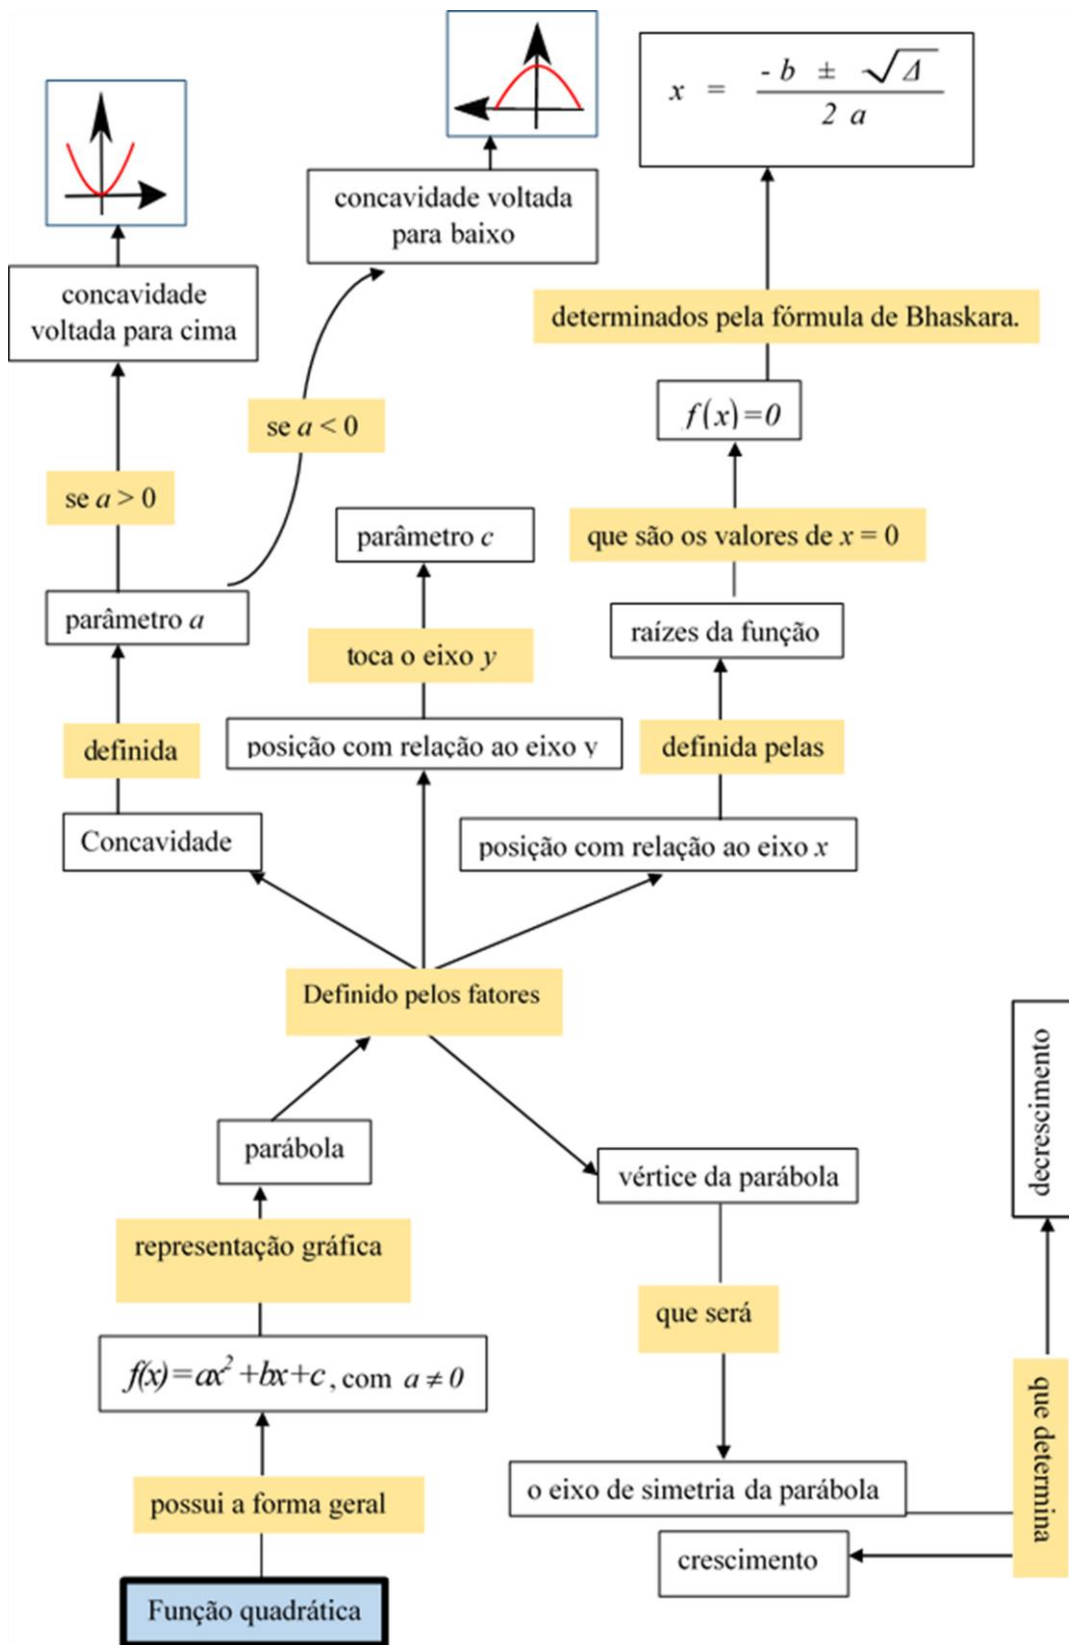 x = - b ± √Δ / 2 a
concavidade voltada
para baixo
concavidade
voltada para cima
determinados pela fórmula de Bhaskara.
f(x)=0
se a < 0
se a > 0
parâmetro c
que são os valores de x = 0
parâmetro a
raízes da função
toca o eixo y
definida
posição com relação ao eixo y
definida pelas
Concavidade
posição com relação ao eixo x
Definido pelos fatores
decrescimento
parábola
vértice da parábola
representação gráfica
que será
f(x)=ax²+bx+c, com a ≠ 0
que determina
possui a forma geral
o eixo de simetria da parábola
crescimento
Função quadrática